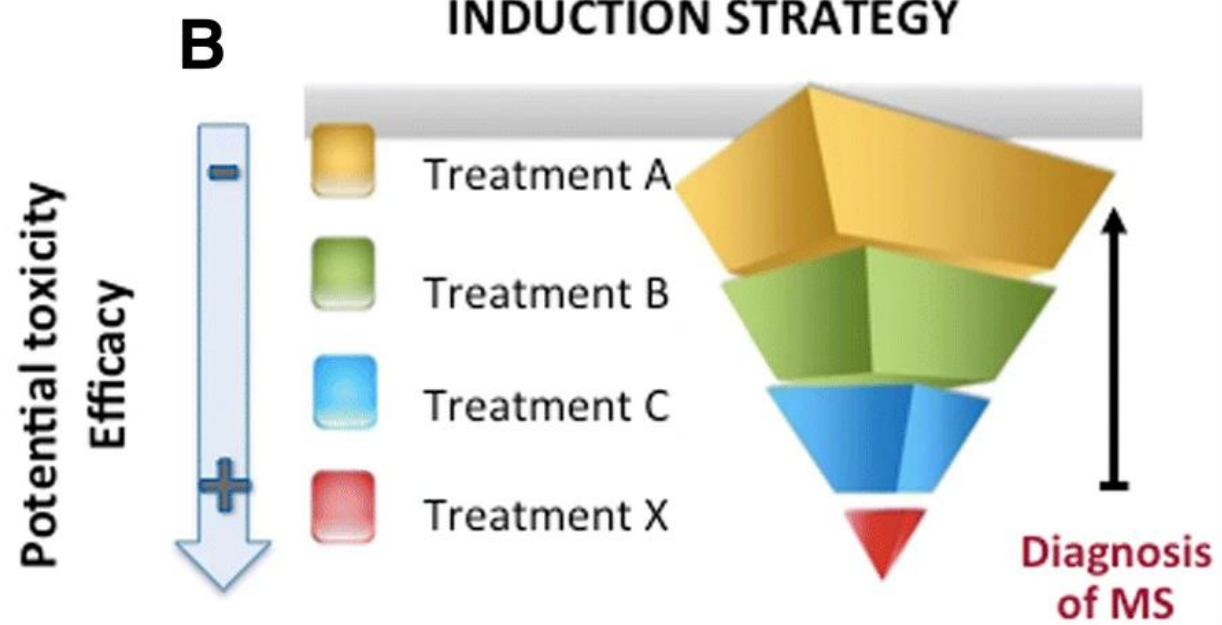 B
INDUCTION STRATEGY
Potential toxicity
Efficacy
-
+
Treatment A
Treatment B
Treatment C
Treatment X
Diagnosis
of MS